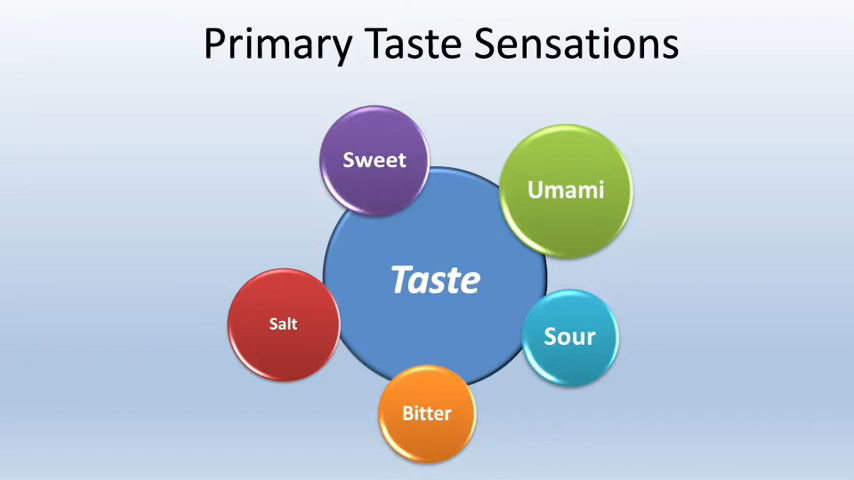 Primary Taste Sensations
Sweet
Umami
Taste
Salt
Sour
Bitter